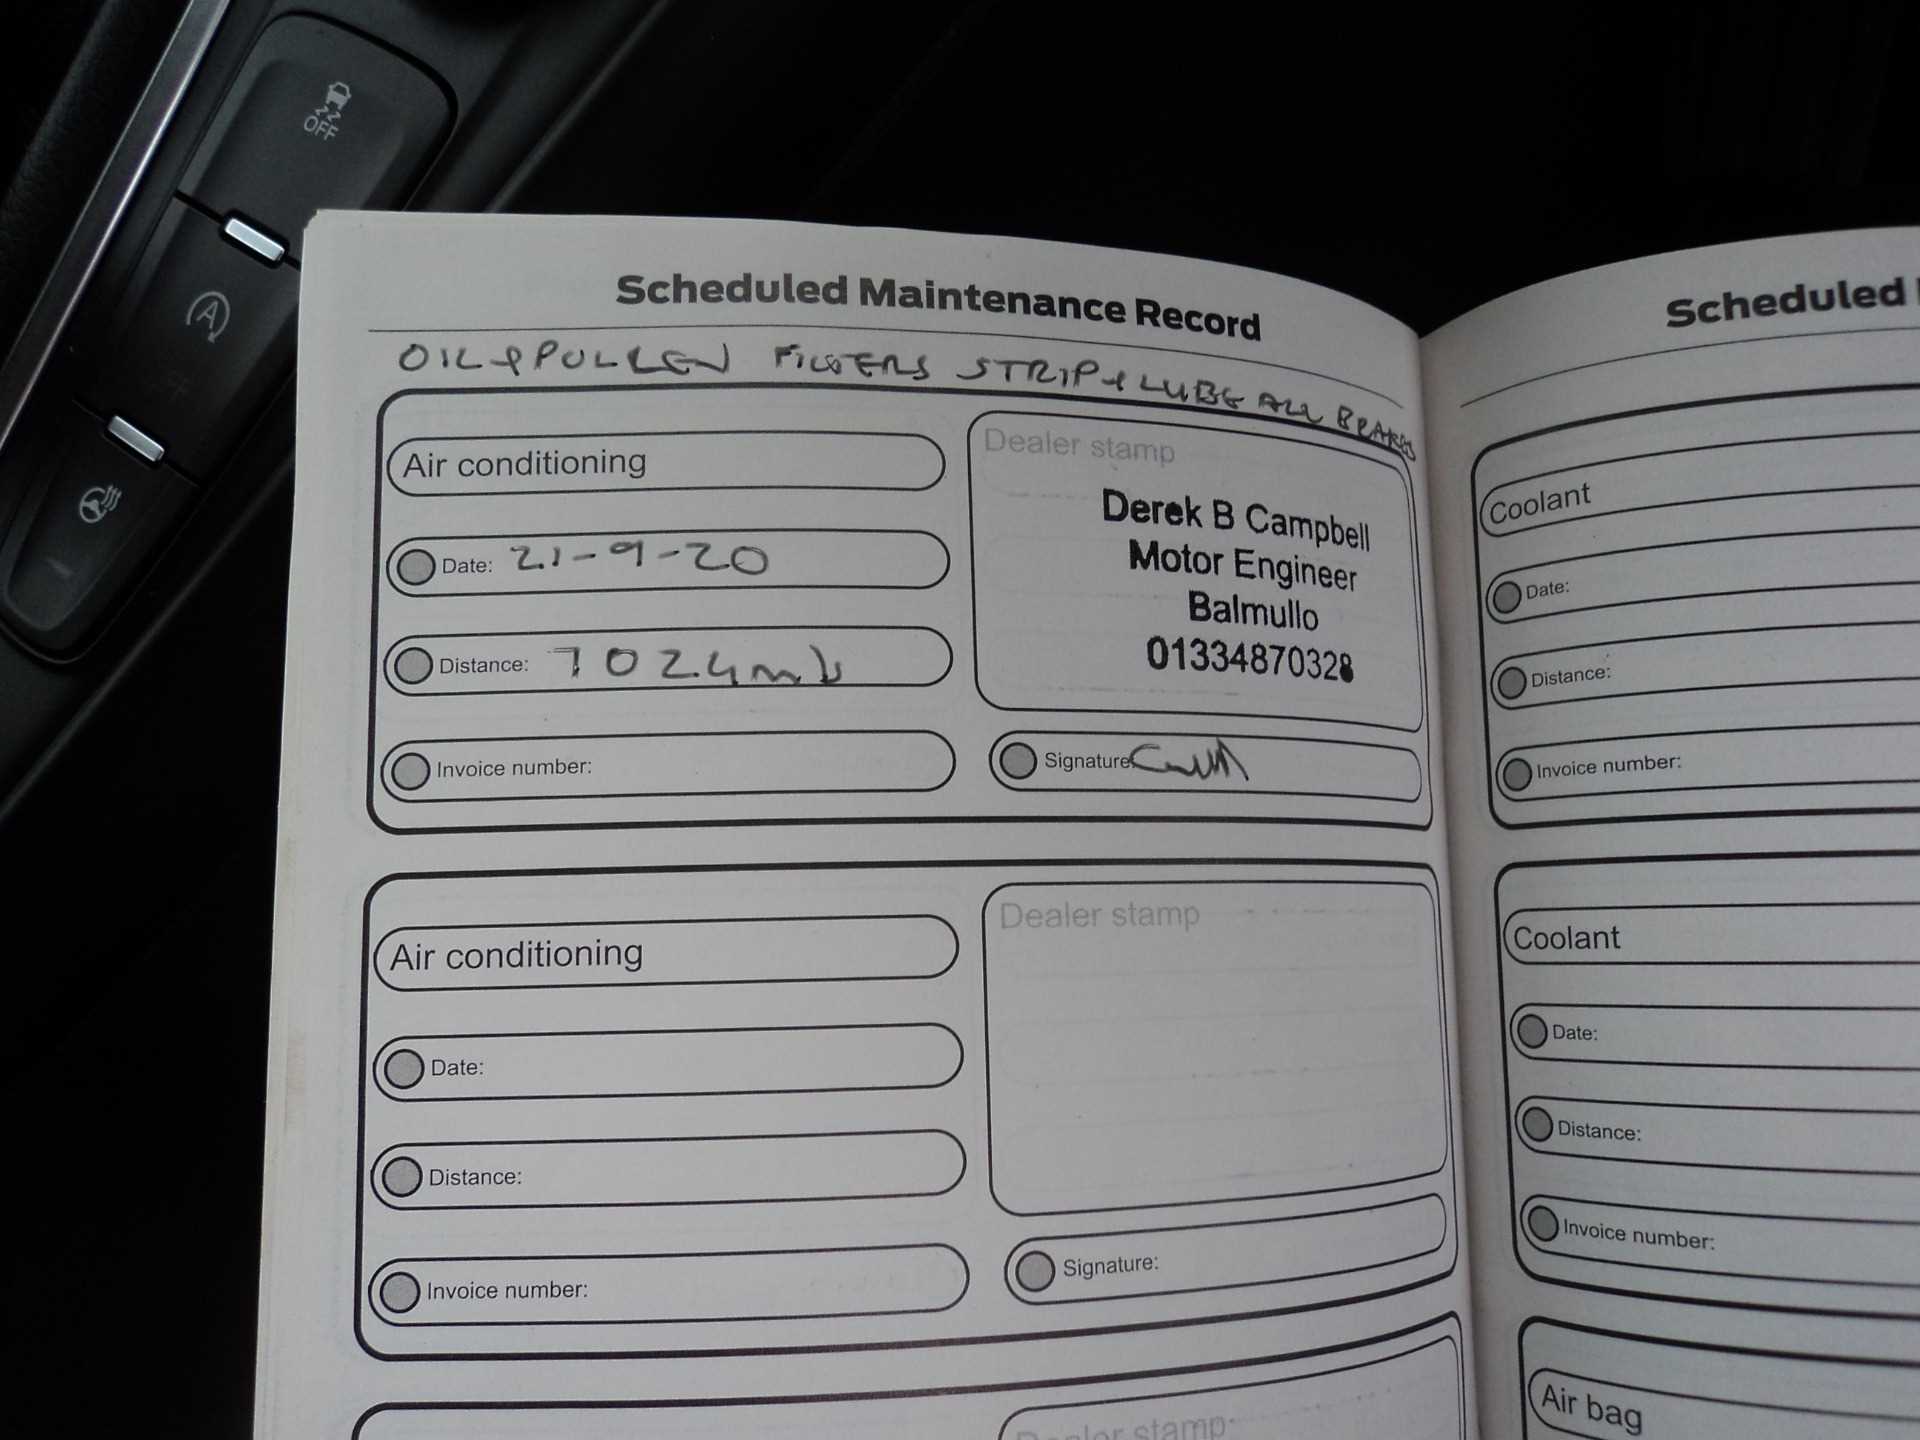 OFF
A
Scheduled Maintenance Record
OIL + POLLEN FILTERS STRIP + LUBE ALL BRAKES
Air conditioning
Date: 21-9-20
Distance: 7024mls
Invoice number:
Dealer stamp
Derek B Campbell
Motor Engineer
Balmullo
01334870328
Signature:
Air conditioning
Date:
Distance:
Invoice number:
Dealer stamp
Signature:
Dealer stamp
Scheduled
Coolant
Date:
Distance:
Invoice number:
Coolant
Date:
Distance:
Invoice number:
Air bag